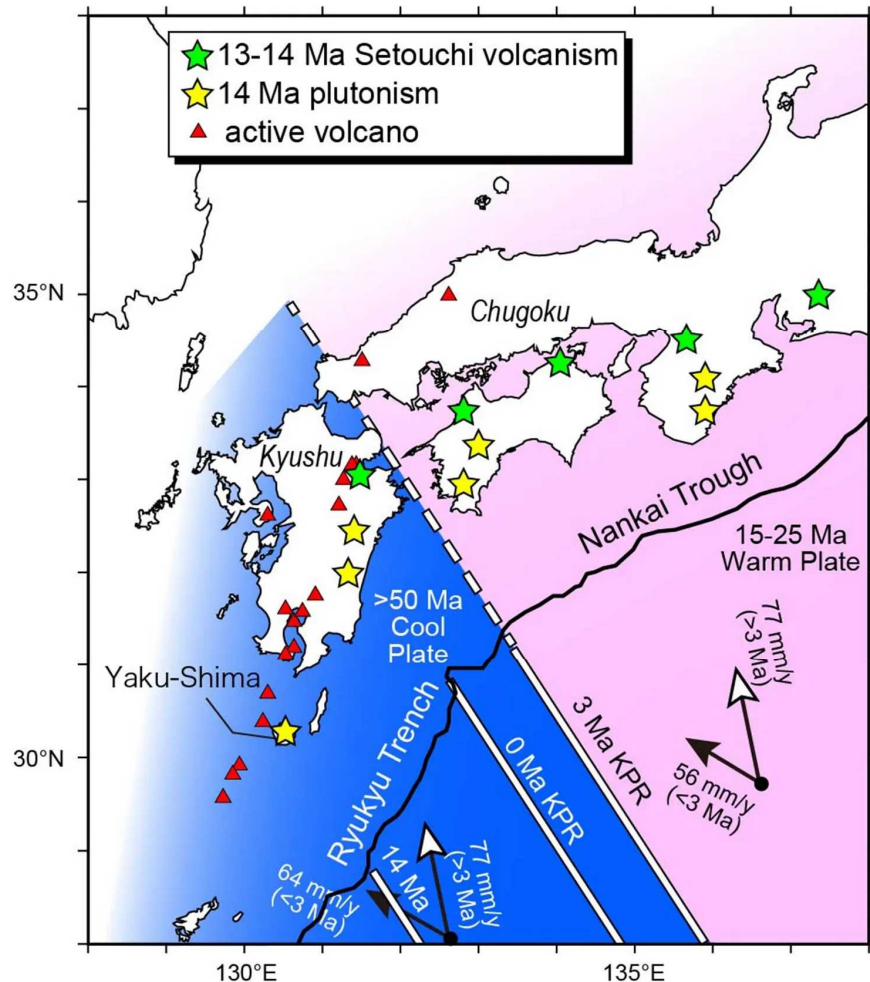 13-14 Ma Setouchi volcanism
14 Ma plutonism
active volcano
35°N
Chugoku
Kyushu
Nankai Trough
15-25 Ma
Warm Plate
>50 Ma
Cool
Plate
Yaku-Shima
77 mm/y
(>3 Ma)
30°N
Ryukyu Trench
0 Ma KPR
3 Ma KPR
56 mm/y
(<3 Ma)
14 Ma
77 mm/y
(>3 Ma)
64 mm/y
(<3 Ma)
130°E
135°E